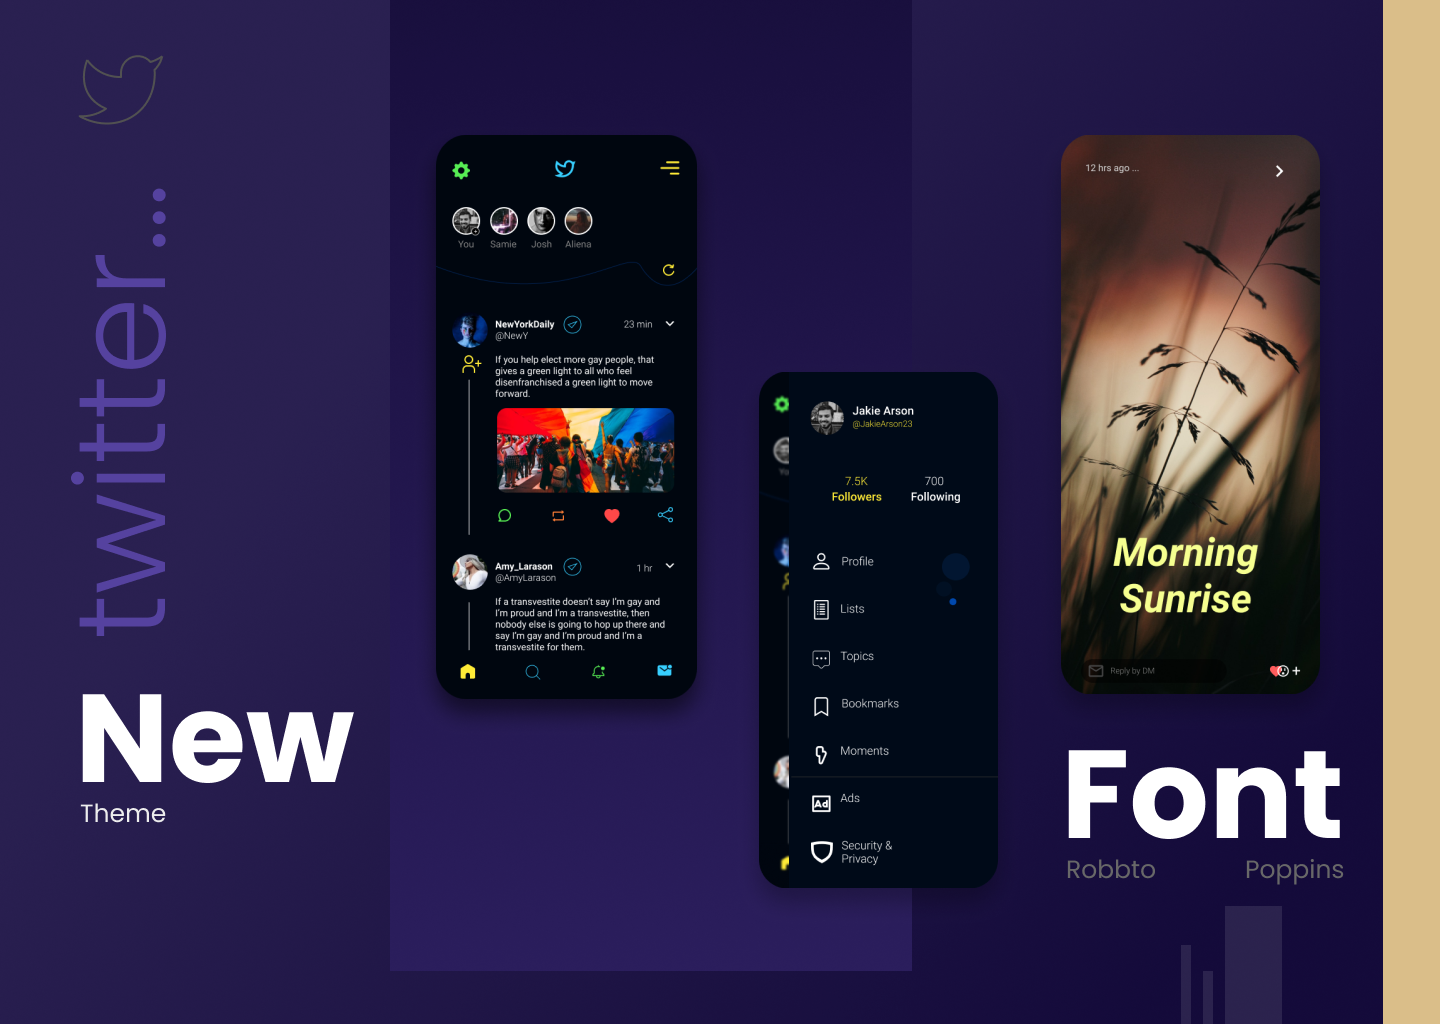 twitter...
New
Theme
You
Samie
Josh
Aliena
NewYorkDaily
23 min
@NewY
If you help elect more gay people, that
gives a green light to all who feel
disenfranchised a green light to move
forward.
Amy_Larason
1 hr
@AmyLarason
If a transvestite doesn't say I'm gay and
I'm proud and I'm a transvestite, then
nobody else is going to hop up there and
say I'm gay and I'm proud and I'm a
transvestite for them.
Jakie Arson
@JakieArson23
7.5K
Followers
700
Following
Profile
Lists
Topics
Bookmarks
Moments
Ad
Ads
Security &
Privacy
12 hrs ago ...
Morning
Sunrise
Reply by DM
Font
Robbto
Poppins